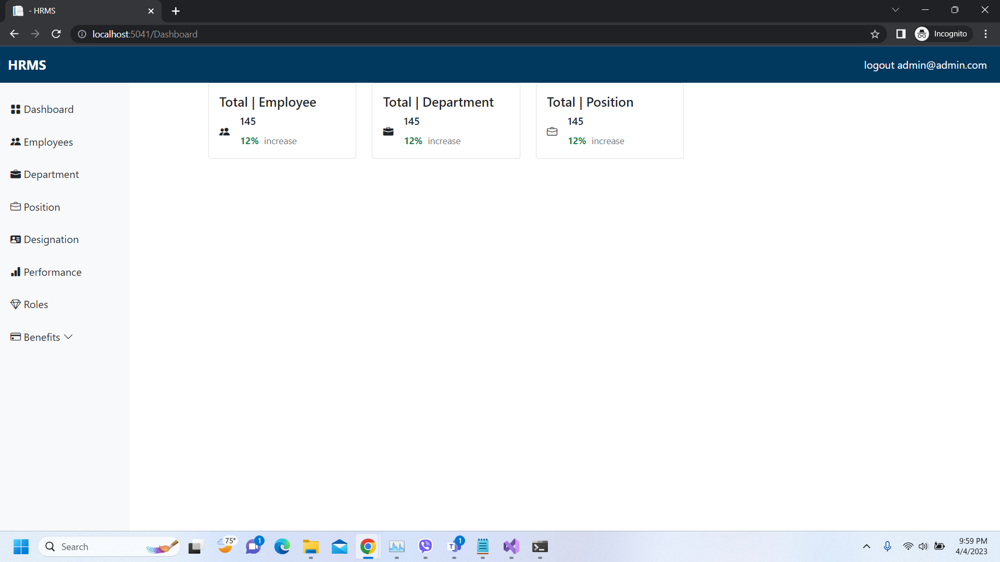 - HRMS
localhost:5041/Dashboard
Incognito
HRMS
logout admin@admin.com
Dashboard
Employees
Department
Position
Designation
Performance
Roles
Benefits
Total | Employee
145
12% increase
Total | Department
145
12% increase
Total | Position
145
12% increase
Search
75°
1
T
1
9:59 PM
4/4/2023